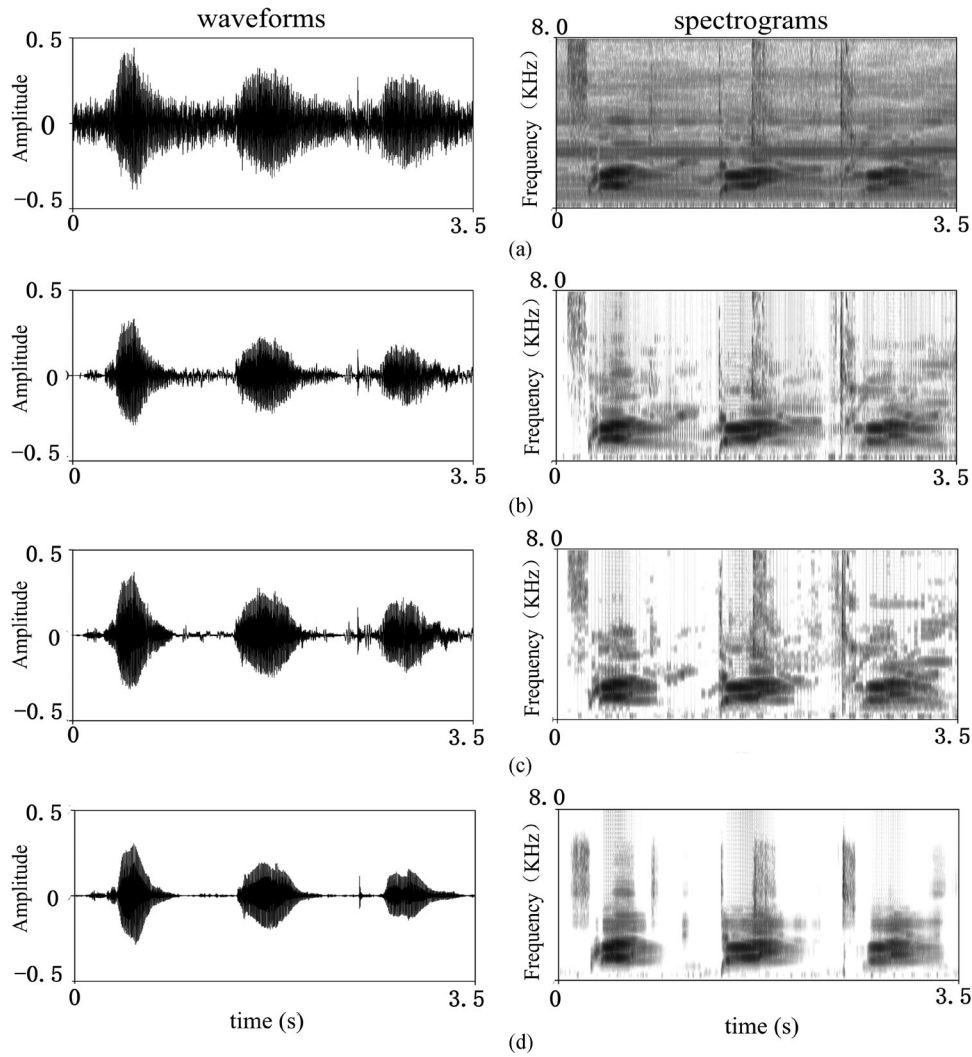 waveforms spectrograms
0.5 8.0
Amplitude Frequency (KHz)
0
-0.5
0 3.5 0 3.5
(a)
0.5 8.0
Amplitude Frequency (KHz)
0
-0.5
0 3.5 0 3.5
(b)
0.5 8.0
Amplitude Frequency (KHz)
0
-0.5
0 3.5 0 3.5
(c)
0.5 8.0
Amplitude Frequency (KHz)
0
-0.5
0 3.5 0 3.5
time (s) time (s)
(d)